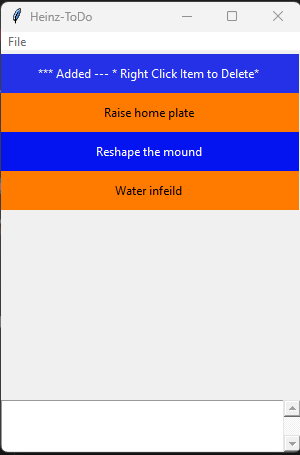 Heinz-ToDo
File
*** Added --- * Right Click Item to Delete*
Raise home plate
Reshape the mound
Water infeild